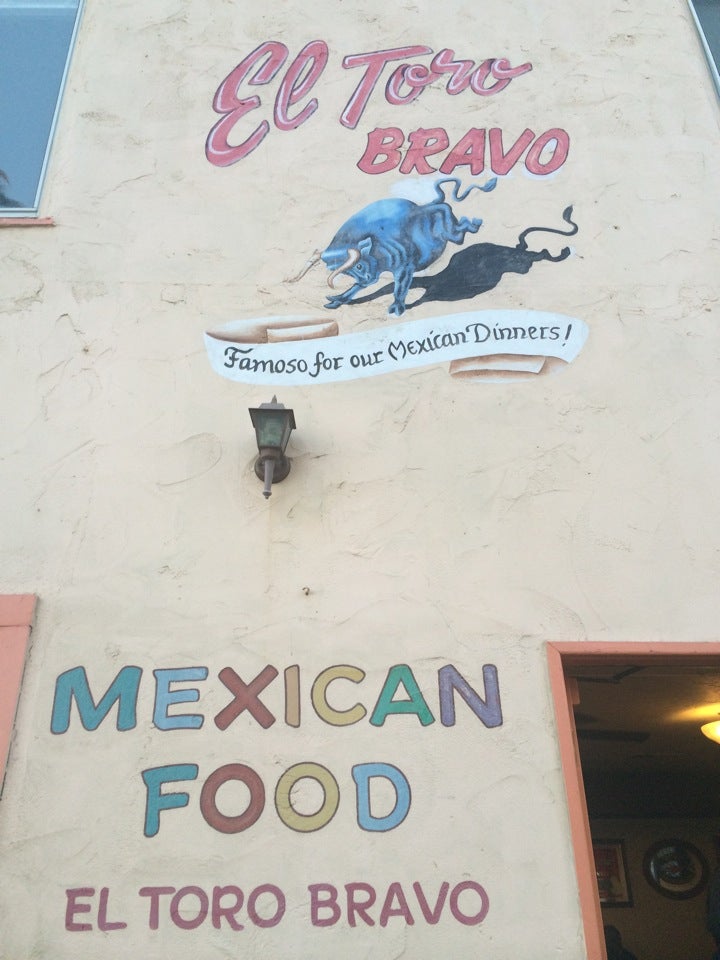 El Toro
BRAVO
Famoso for our Mexican Dinners!
MEXICAN
FOOD
EL TORO BRAVO